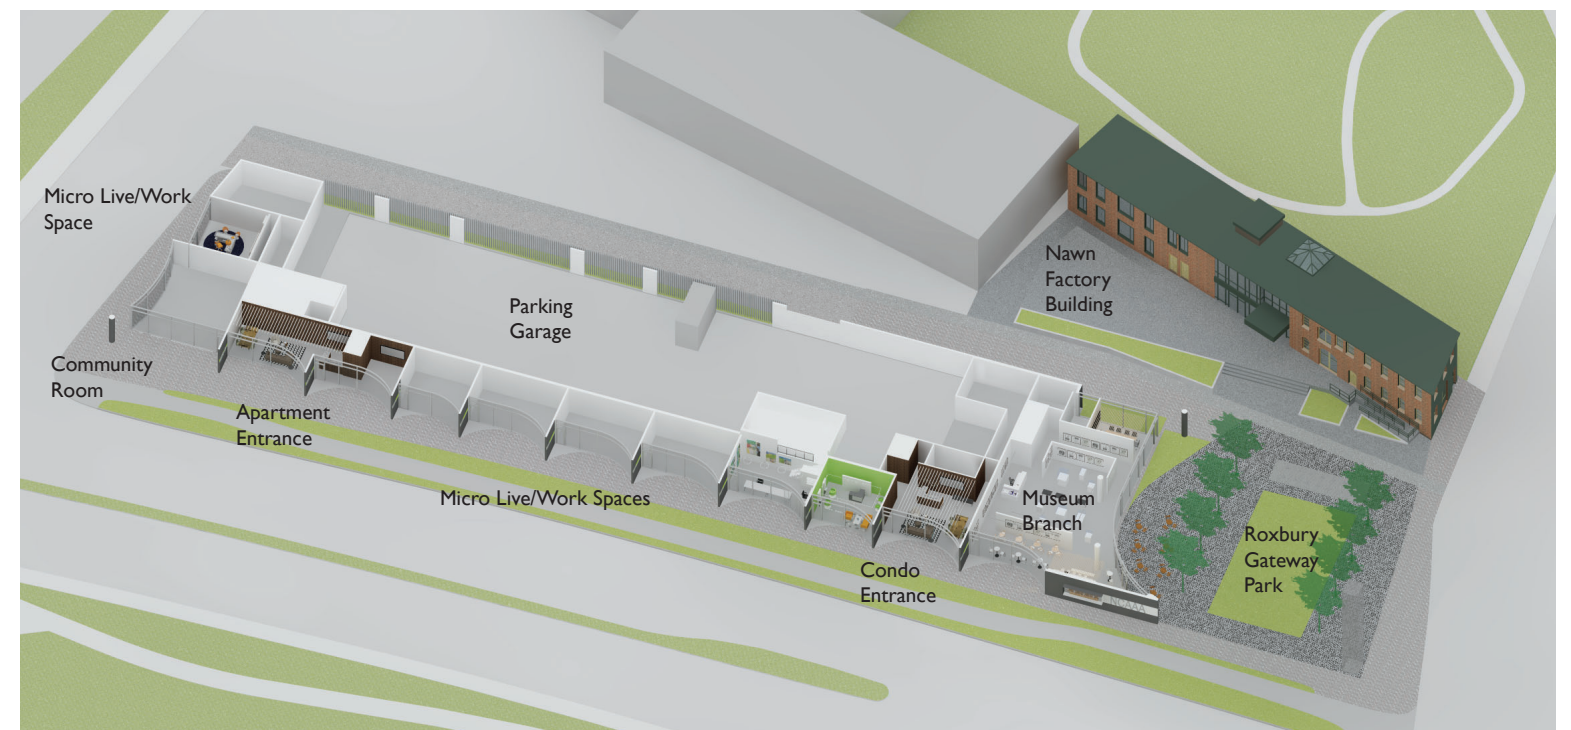 Micro Live/Work
Space
Nawn
Factory
Building
Parking
Garage
Community
Room
Apartment
Entrance
Micro Live/Work Spaces
Museum
Branch
Roxbury
Gateway
Park
Condo
Entrance
NCAAA